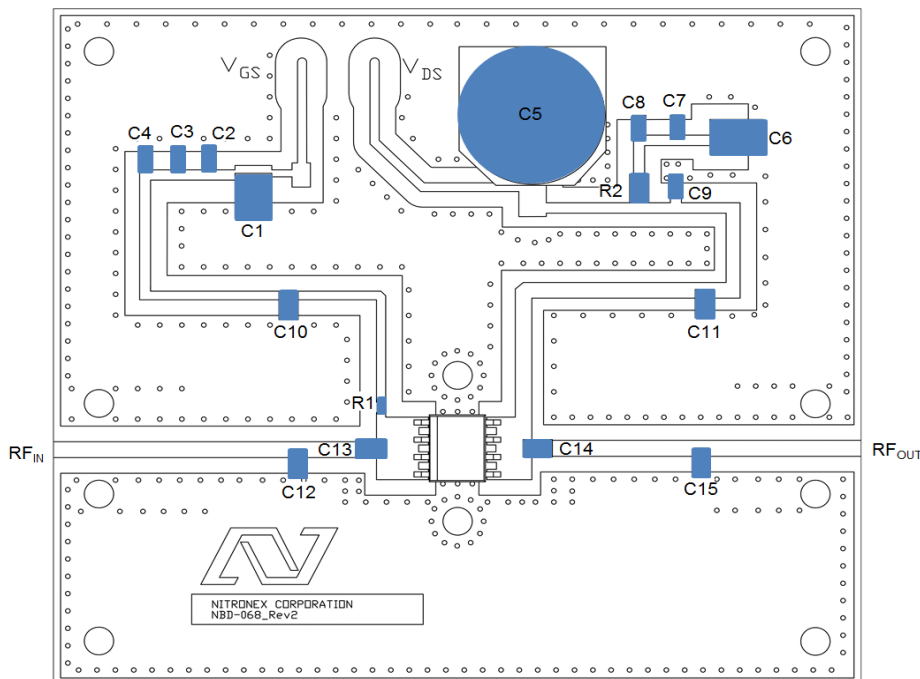 VGS
VDS
C5
C8
C7
C6
C4
C3
C2
R2
C9
C1
C10
C11
R1
RFIN
C13
C14
RFOUT
C12
C15
NITRONEX CORPORATION
NBD-068_Rev2